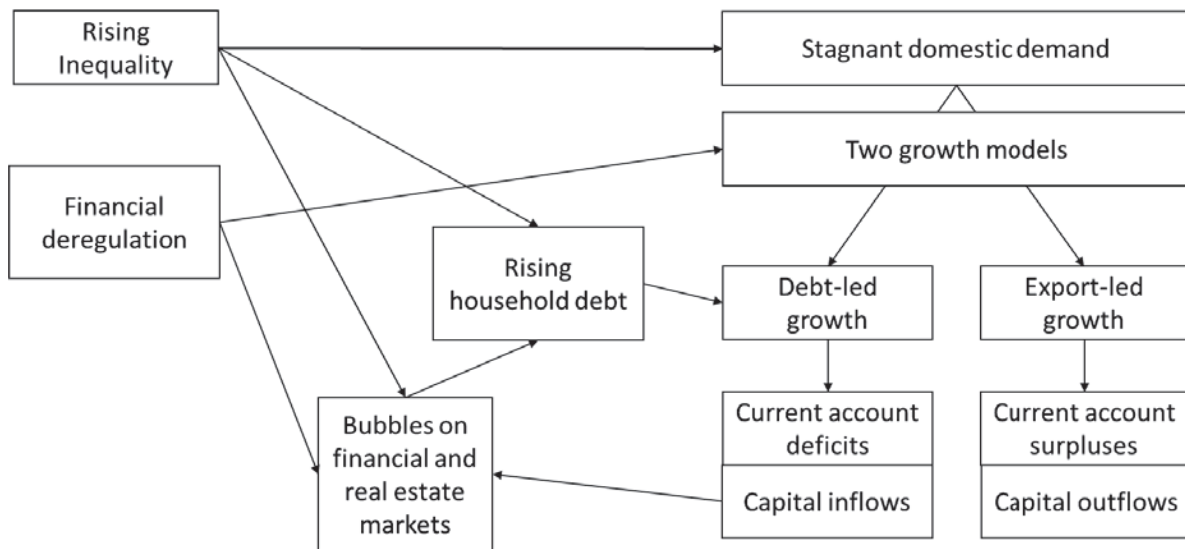 Rising
Inequality
Stagnant domestic demand
Two growth models
Financial
deregulation
Rising
household debt
Debt-led
growth
Export-led
growth
Bubbles on
financial and
real estate
markets
Current account
deficits
Current account
surpluses
Capital inflows
Capital outflows